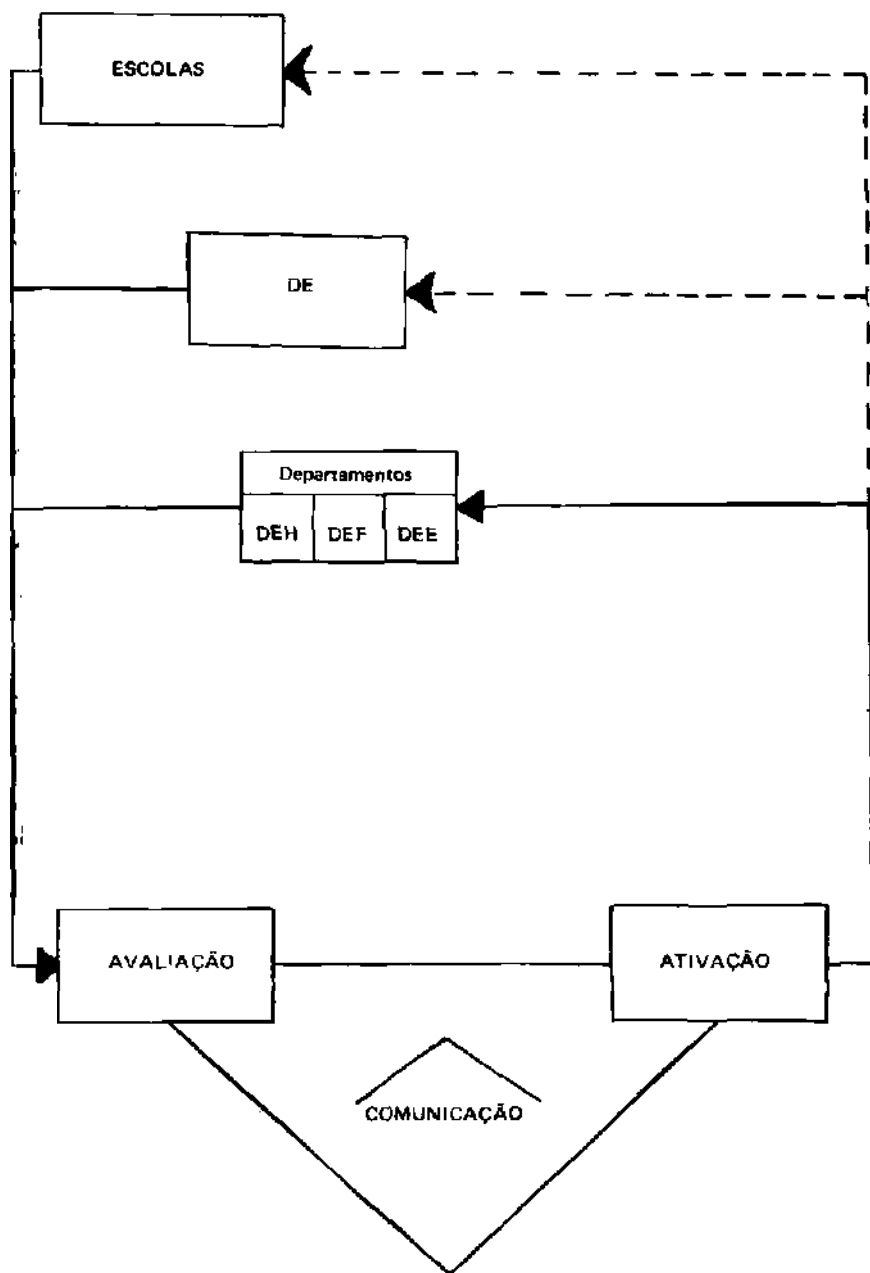 ESCOLAS
DE
Departamentos
DEH DEF DEE
AVALIAÇÃO ATIVAÇÃO
COMUNICAÇÃO